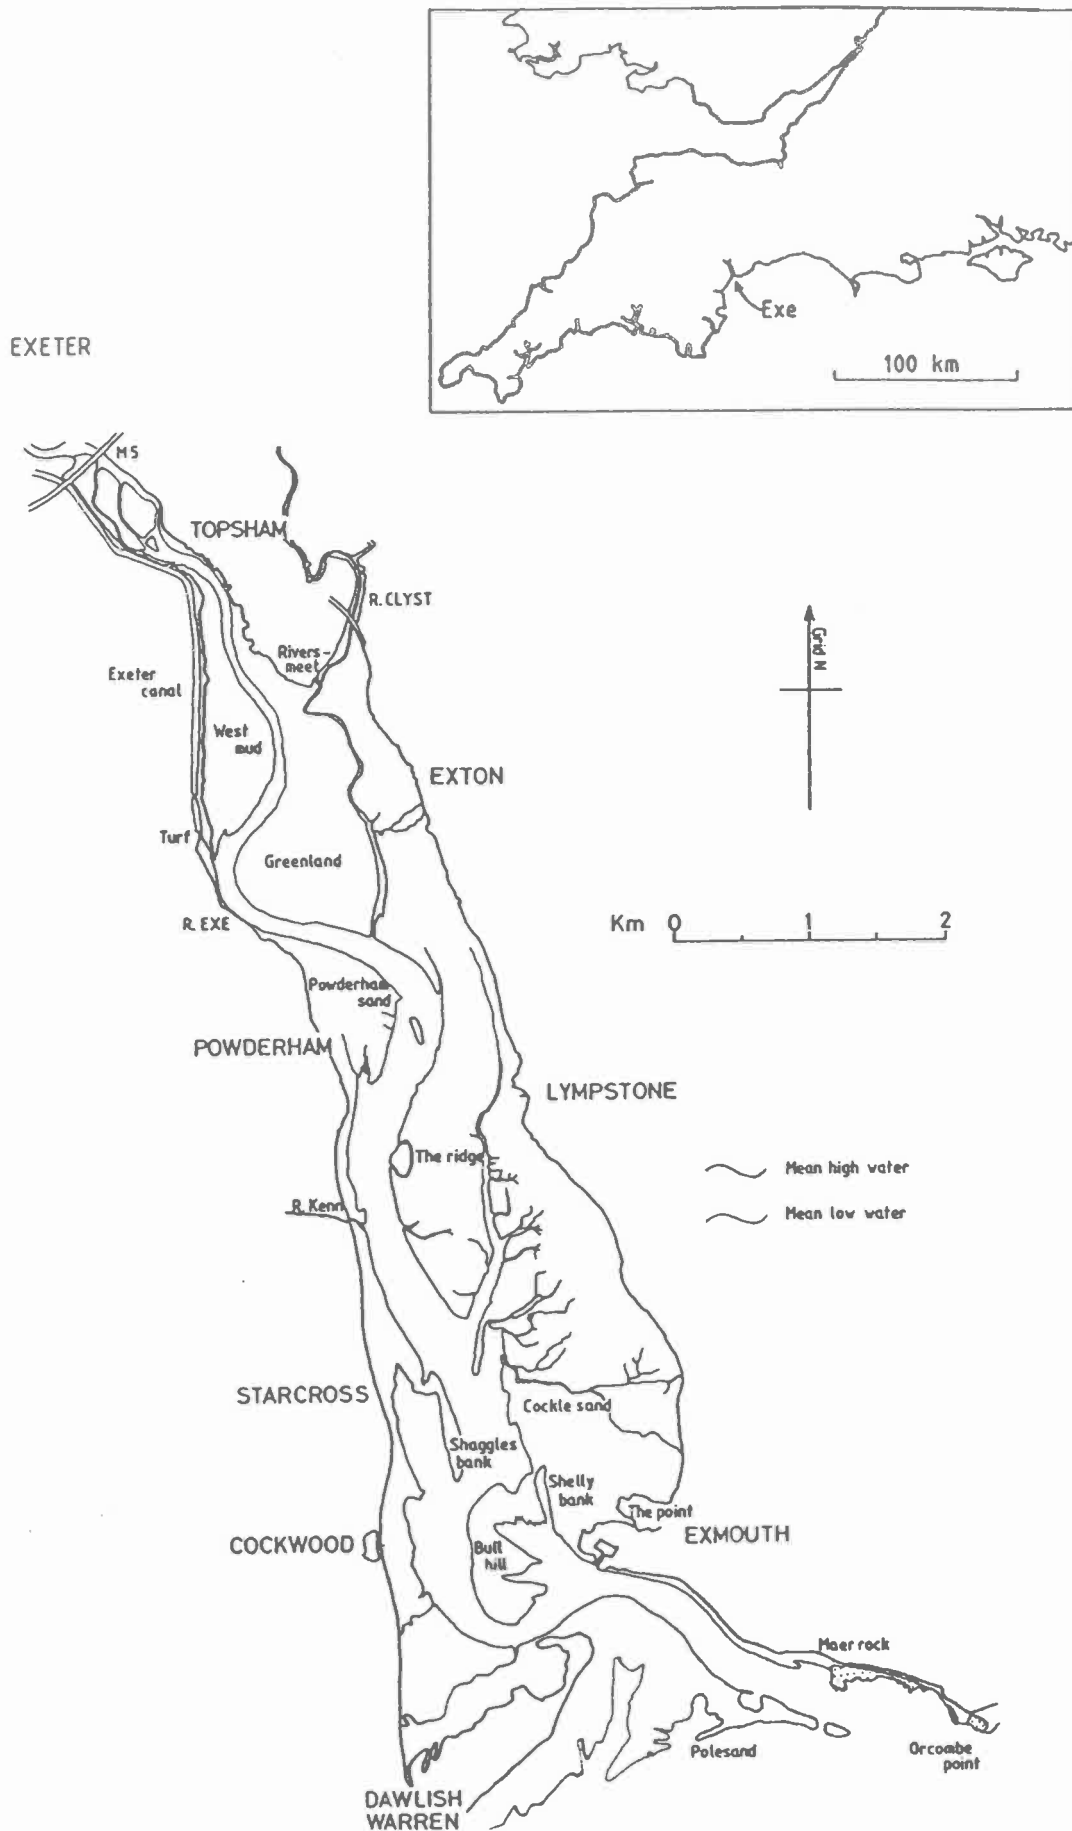 Exe
100 km
EXETER
M5
TOPSHAM
R. CLYST
Rivers-
meet
Grid N
Exeter
canal
West
mud
EXTON
Turf
Greenland
R. EXE
Km 0 1 2
Powderham
sand
POWDERHAM
LYMPSTONE
The ridge
Mean high water
R. Kenn
Mean low water
STARCROSS
Cockle sand
Shaggles
bank
Shelly
bank
The point
EXMOUTH
COCKWOOD
Bull
hill
Maer rock
Polesand
Orcombe
point
DAWLISH
WARREN